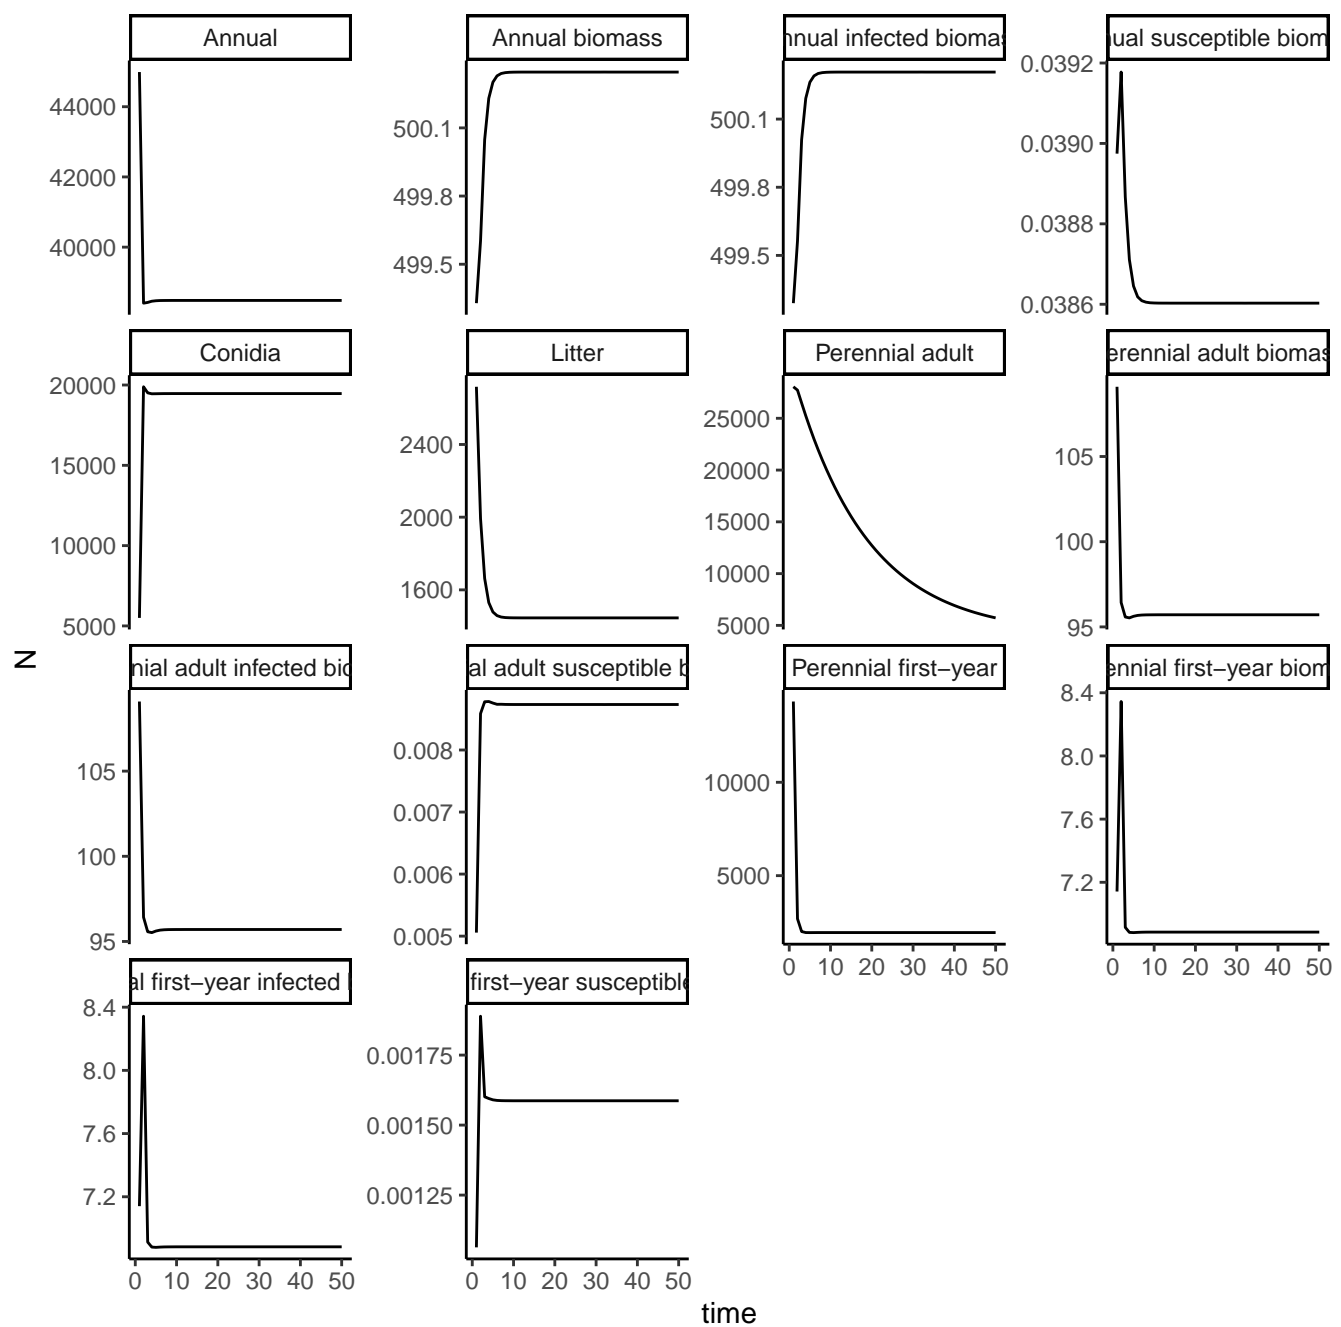 Annual
Annual biomass
nnual infected biomas
ual susceptible biom
44000
42000
40000
500.1
499.8
499.5
500.1
499.8
499.5
0.0392
0.0390
0.0388
0.0386
Conidia
Litter
Perennial adult
erennial adult biomas
20000
15000
10000
5000
2400
2000
1600
25000
20000
15000
10000
5000
105
100
95
N
nial adult infected bio
al adult susceptible b
Perennial first−year
ennial first−year biom
105
100
95
0.008
0.007
0.006
0.005
10000
5000
8.4
8.0
7.6
7.2
0 10 20 30 40 50
0 10 20 30 40 50
al first−year infected
first−year susceptible
8.4
8.0
7.6
7.2
0.00175
0.00150
0.00125
0 10 20 30 40 50
0 10 20 30 40 50
time